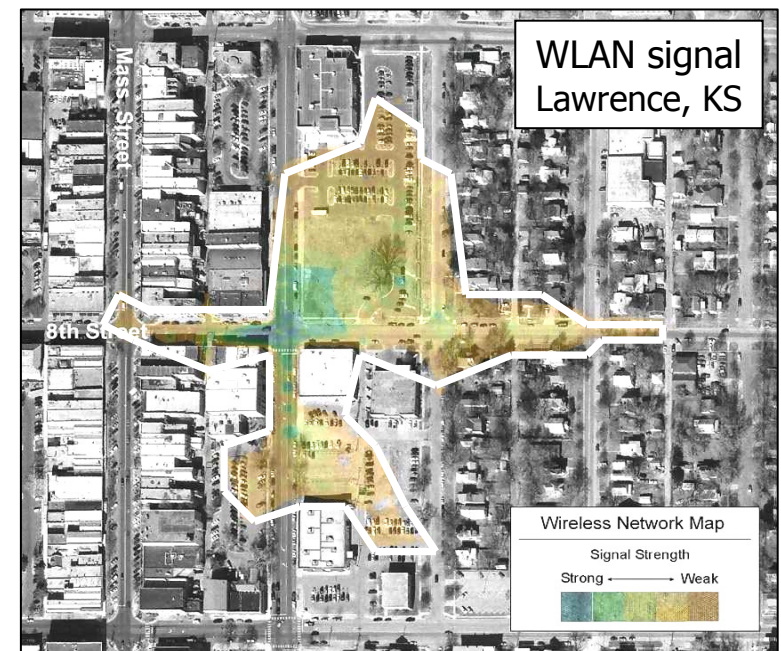 WLAN signal
Lawrence, KS
Mass. Street
8th Street
Wireless Network Map
Signal Strength
Strong Weak